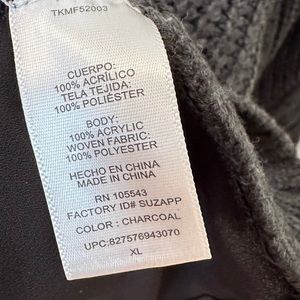 TKMF52003
CUERPO:
100% ACRÍLICO
TELA TEJIDA:
100% POLIÉSTER
BODY:
100% ACRYLIC
WOVEN FABRIC:
100% POLYESTER
HECHO EN CHINA
MADE IN CHINA
RN 105543
FACTORY ID# SUZAPP
COLOR : CHARCOAL
UPC:827576943070
XL